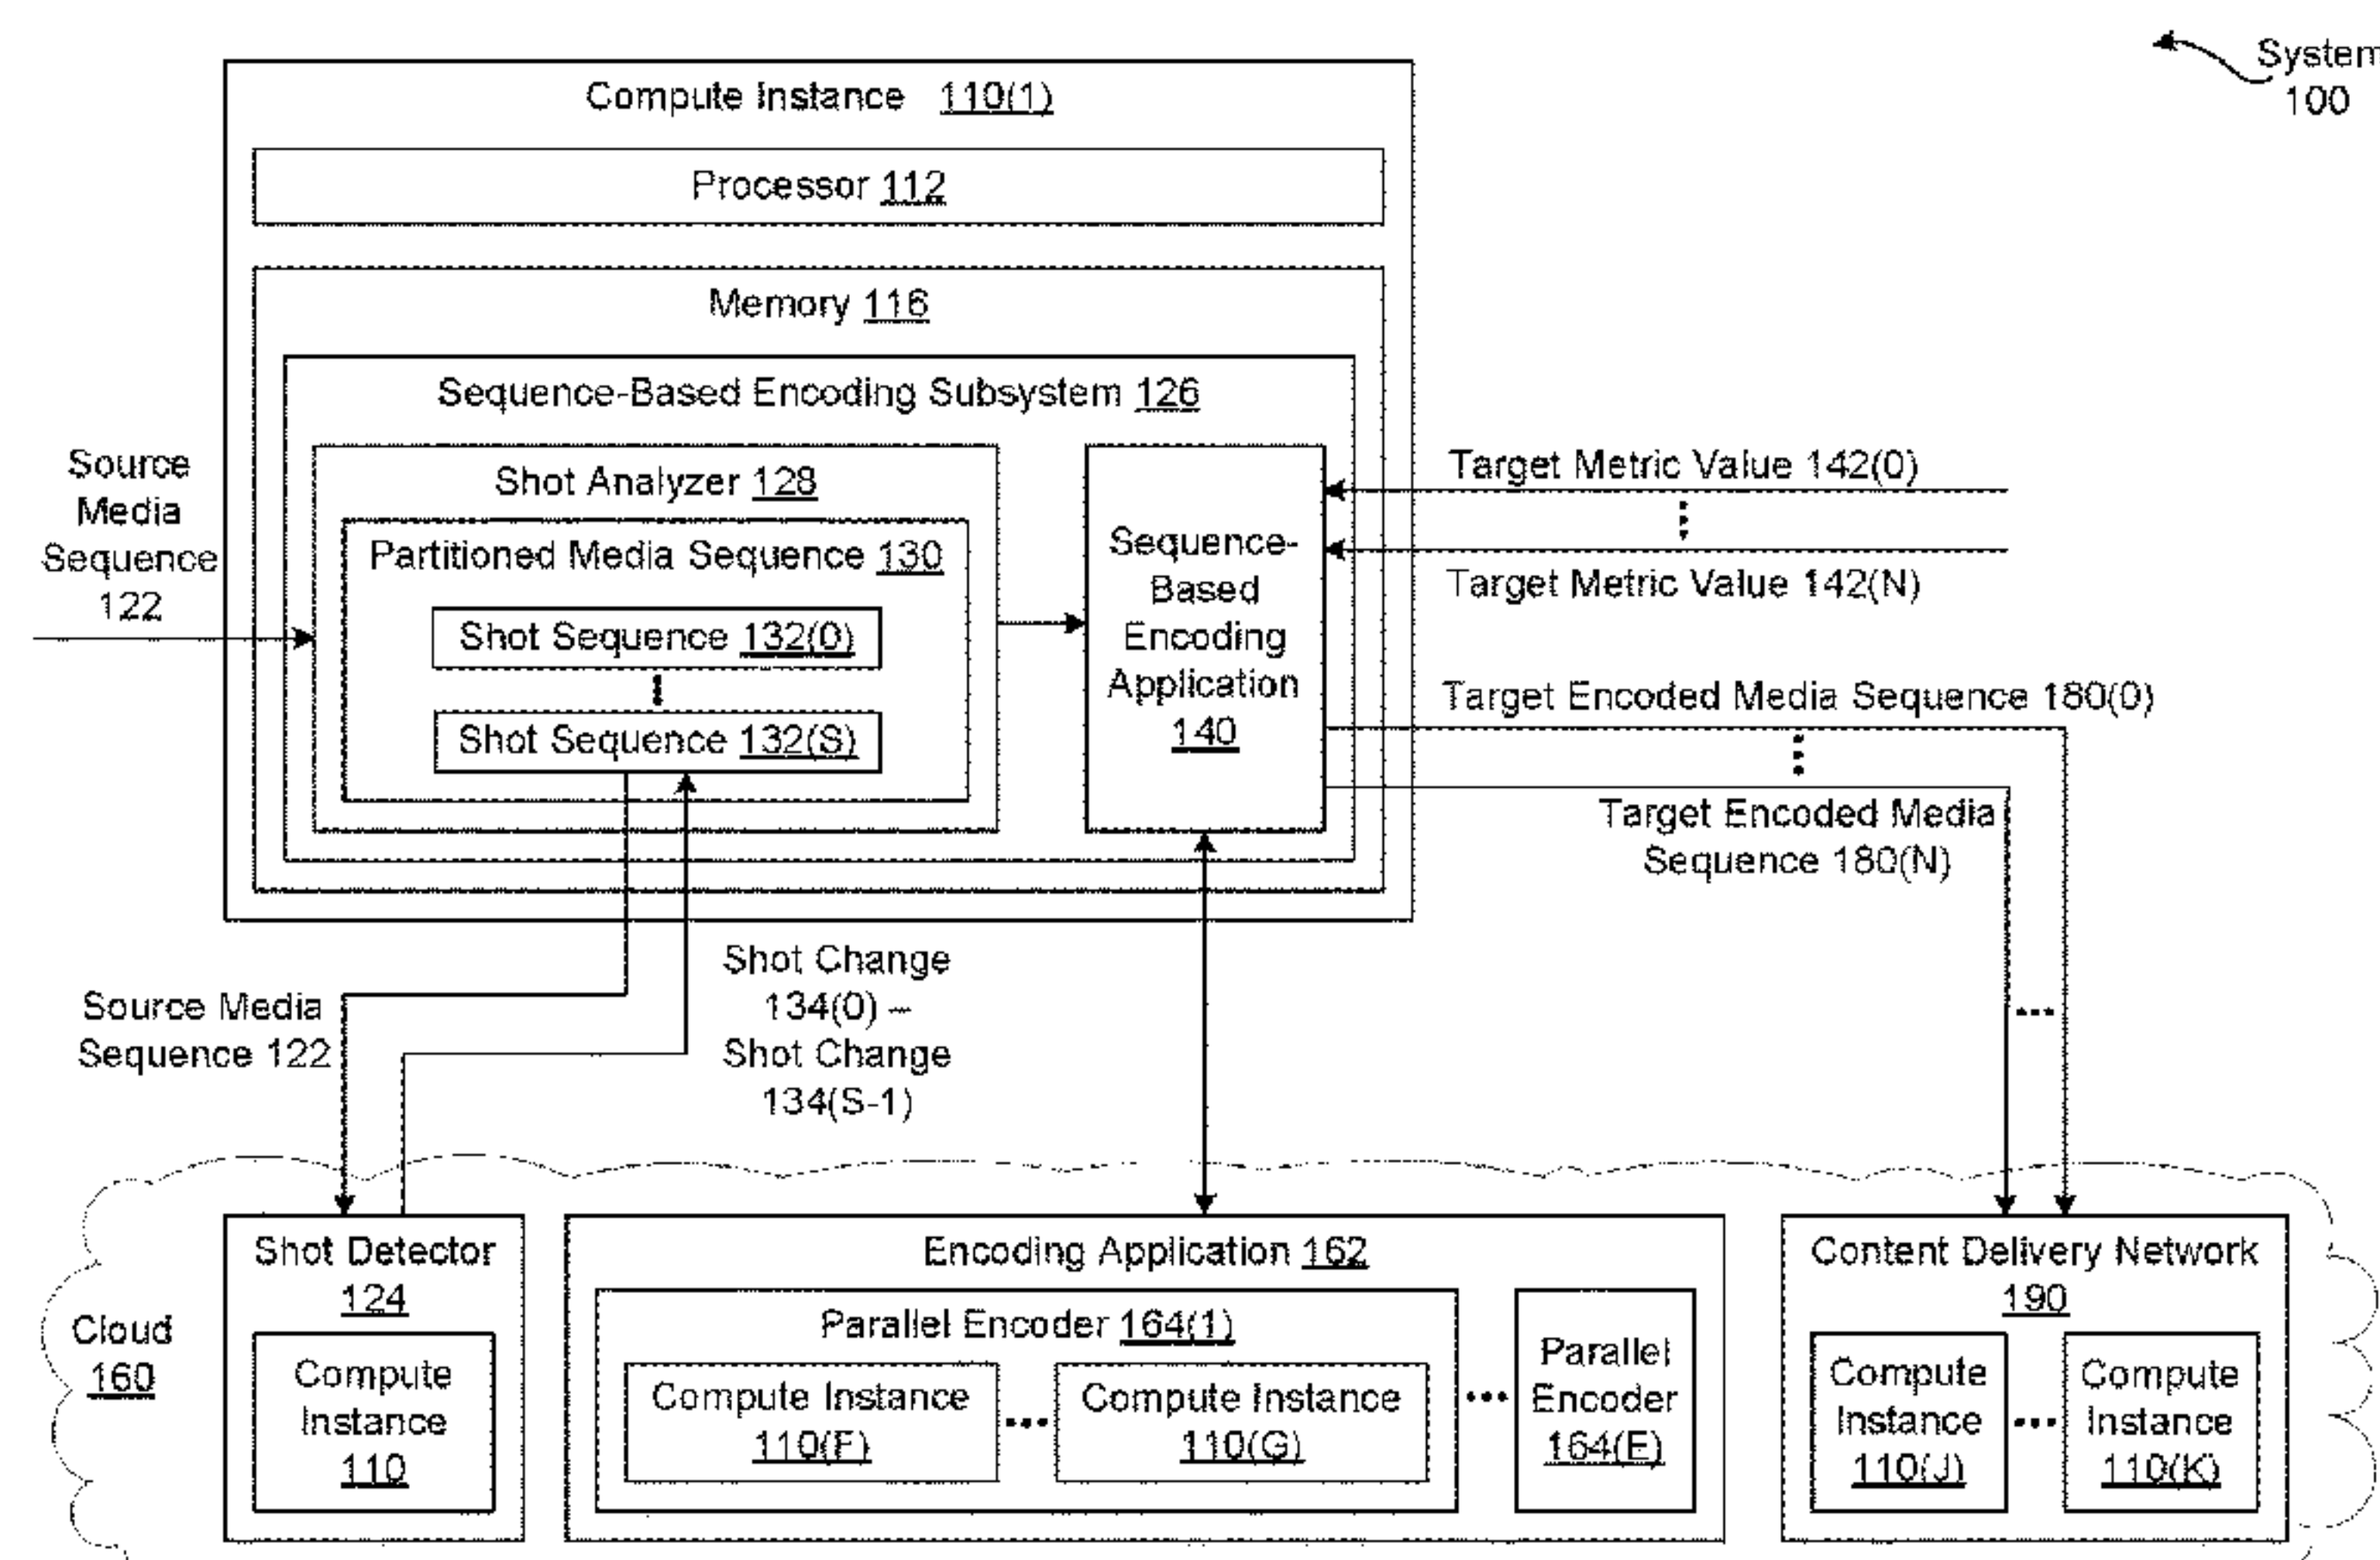 System
100
Compute Instance 110(1)
Processor 112
Memory 116
Sequence-Based Encoding Subsystem 126
Source
Media
Sequence
122
Shot Analyzer 128
Partitioned Media Sequence 130
Shot Sequence 132(0)
Shot Sequence 132(S)
Sequence-
Based
Encoding
Application
140
Target Metric Value 142(0)
Target Metric Value 142(N)
Target Encoded Media Sequence 180(0)
Target Encoded Media
Sequence 180(N)
Source Media
Sequence 122
Shot Change
134(0) –
Shot Change
134(S-1)
Cloud
160
Shot Detector
124
Compute
Instance
110
Encoding Application 162
Parallel Encoder 164(1)
Compute Instance
110(F)
...
Compute Instance
110(G)
...
Parallel
Encoder
164(E)
Content Delivery Network
190
Compute
Instance
110(J)
...
Compute
Instance
110(K)